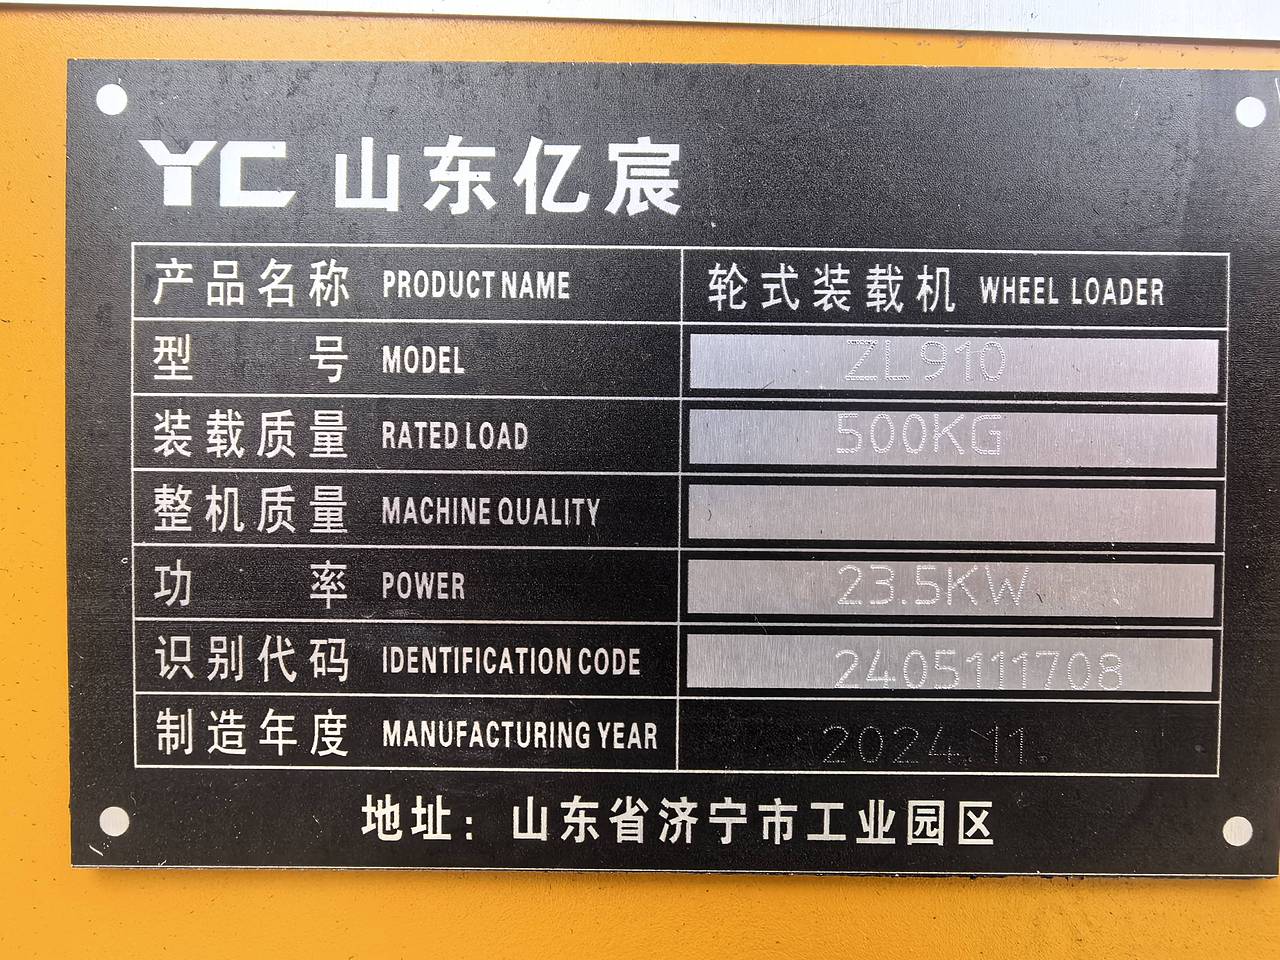 YC 山东亿宸
产品名称 PRODUCT NAME 轮式装载机 WHEEL LOADER
型号 MODEL ZL910
装载质量 RATED LOAD 500KG
整机质量 MACHINE QUALITY
功率 POWER 23.5KW
识别代码 IDENTIFICATION CODE 2405111708
制造年度 MANUFACTURING YEAR 2024.11.
地址：山东省济宁市工业园区